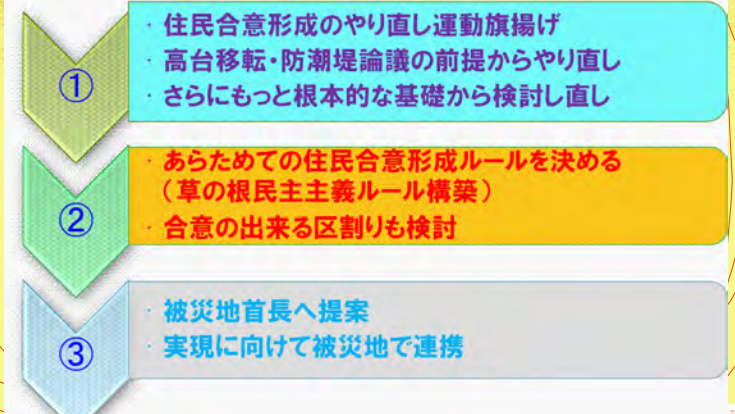 ①
・住民合意形成のやり直し運動旗揚げ
・高台移転・防潮堤論議の前提からやり直し
・さらにもっと根本的な基礎から検討し直し
②
・あらためての住民合意形成ルールを決める
（草の根民主主義ルール構築）
・合意の出来る区割りも検討
③
・被災地首長へ提案
・実現に向けて被災地で連携